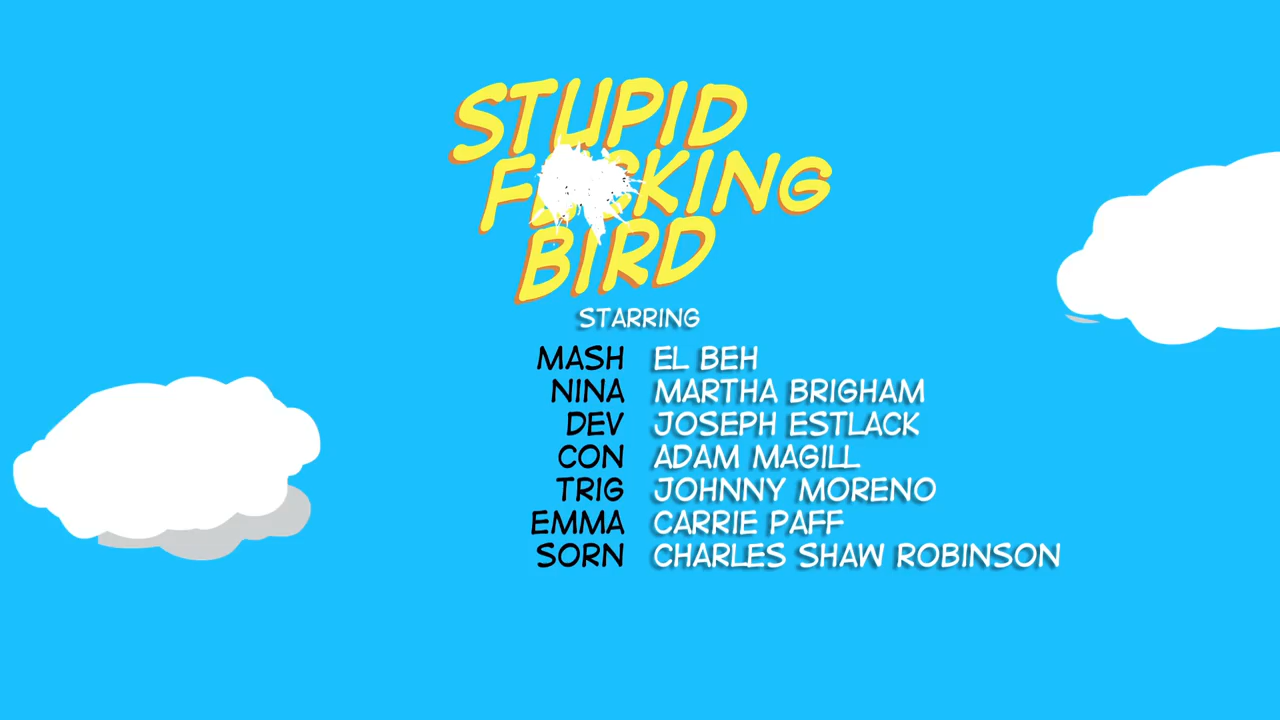 STUPID
F CKING
BIRD
STARRING
MASH EL BEH
NINA MARTHA BRIGHAM
DEV JOSEPH ESTLACK
CON ADAM MAGILL
TRIG JOHNNY MORENO
EMMA CARRIE PAFF
SORN CHARLES SHAW ROBINSON